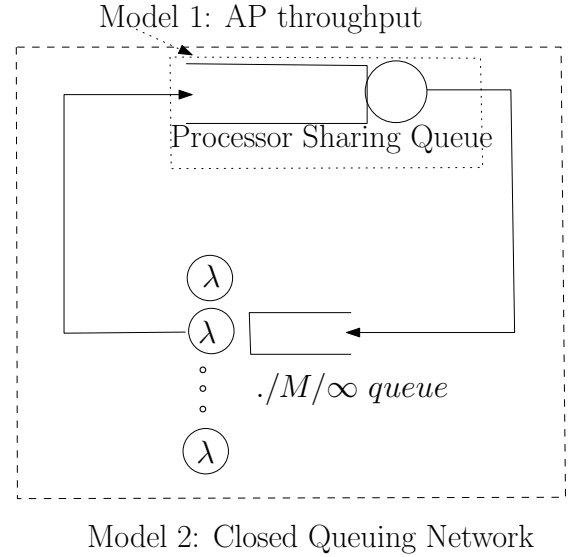 Model 1: AP throughput
Processor Sharing Queue
λ
λ
./M/∞ queue
λ
Model 2: Closed Queuing Network